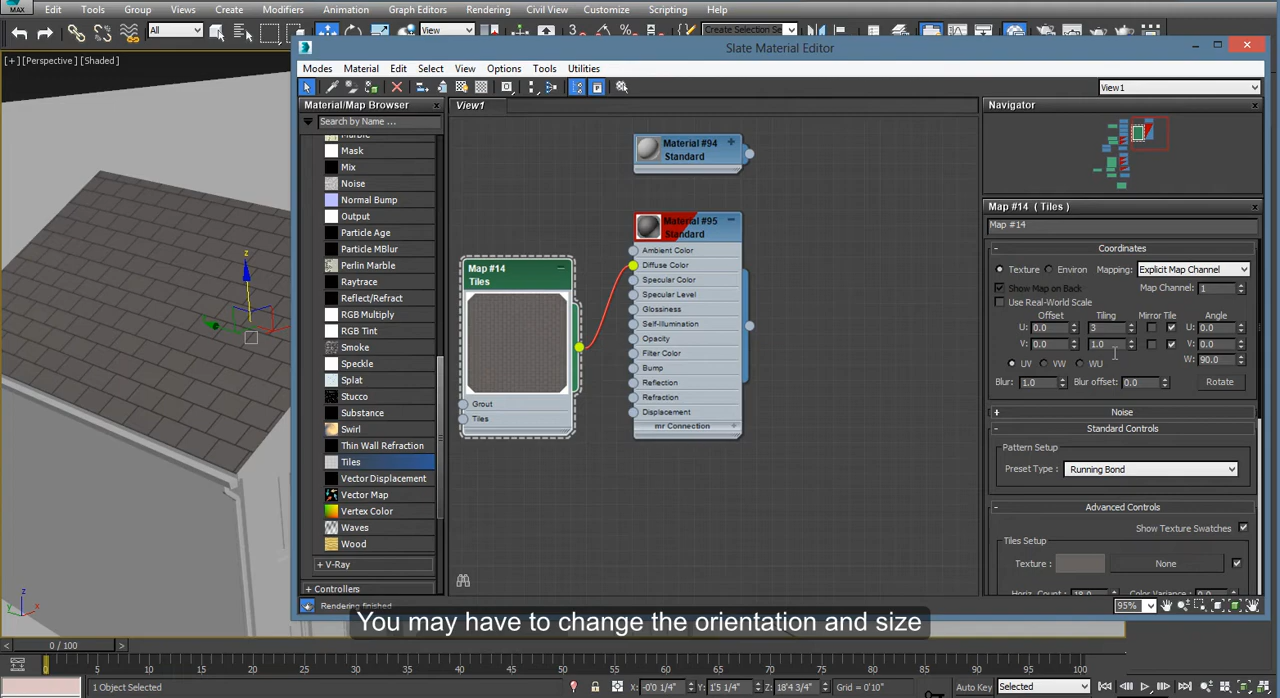 MAX Edit Tools Group Views Create Modifiers Animation Graph Editors Rendering Civil View Customize Scripting Help
All View Create Selection Se
[+] [Perspective] [Shaded]
Slate Material Editor
Modes Material Edit Select View Options Tools Utilities
View1
Material/Map Browser View1 Navigator
Search by Name ...
Marble
Mask
Mix
Noise
Normal Bump
Output
Particle Age
Particle MBlur
Perlin Marble
Raytrace
Reflect/Refract
RGB Multiply
RGB Tint
Smoke
Speckle
Splat
Stucco
Substance
Swirl
Thin Wall Refraction
Tiles
Vector Displacement
Vector Map
Vertex Color
Waves
Wood
+ V-Ray
+ Controllers
Rendering finished
Material #94
Standard
Material #95
Standard
Ambient Color
Diffuse Color
Specular Color
Specular Level
Glossiness
Self-Illumination
Opacity
Filter Color
Bump
Reflection
Refraction
Displacement
mr Connection +
Map #14
Tiles
Grout
Tiles
Map #14 ( Tiles )
Map #14
Coordinates
Texture Environ Mapping: Explicit Map Channel
Show Map on Back Map Channel: 1
Use Real-World Scale
Offset Tiling Mirror Tile Angle
U: 0.0 3 U: 0.0
V: 0.0 1.0 V: 0.0
UV VW WU W: 90.0
Blur: 1.0 Blur offset: 0.0 Rotate
+ Noise
- Standard Controls
Pattern Setup
Preset Type : Running Bond
- Advanced Controls
Show Texture Swatches
Tiles Setup
Texture : None
Horiz. Count : 18.0 Color Variance : 0.0
95%
You may have to change the orientation and size
< 0 / 100 >
0 5 10 15 20 25 30 35 40 45 50 55 60 65 70 75 80 85 90 95 100
1 Object Selected X: -0'0 1/4" Y: 1'5 1/4" Z: 18'4 3/4" Grid = 0'10" Auto Key Selected
z
y x